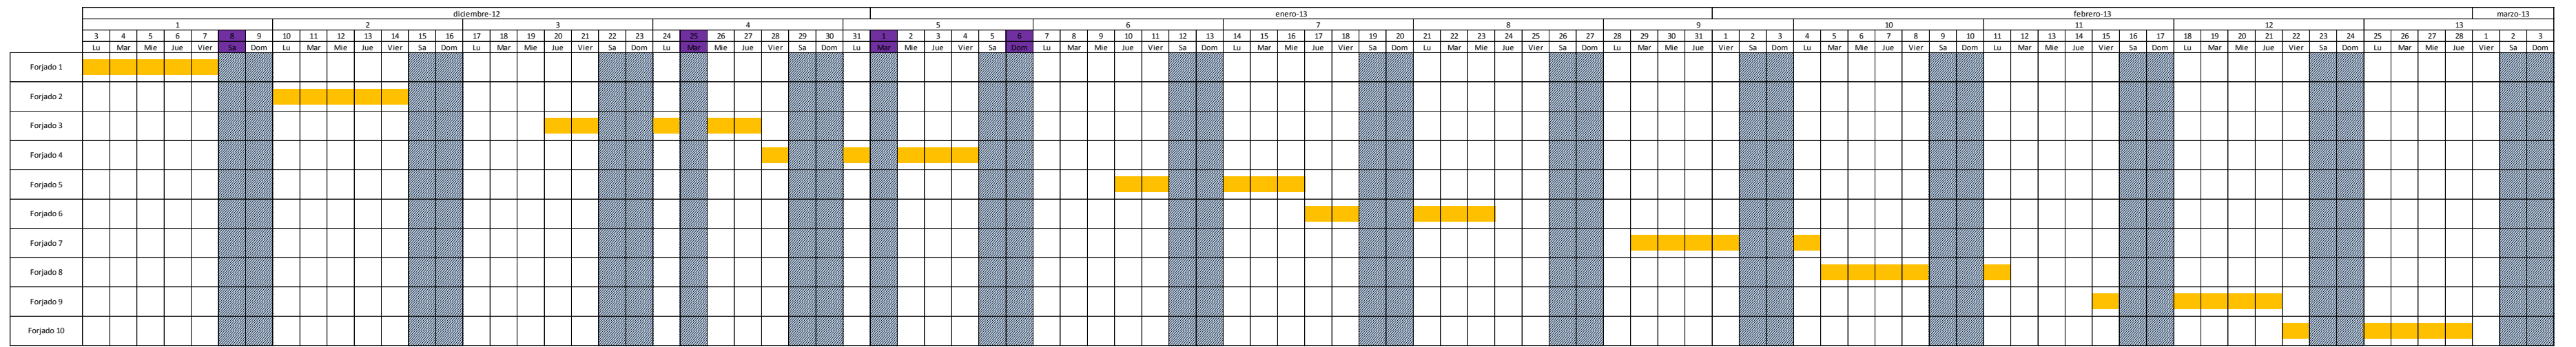 diciembre-12 enero-13 febrero-13 marzo-13
1 2 3 4 5 6 7 8 9 10 11 12 13
3 4 5 6 7 8 9 10 11 12 13 14 15 16 17 18 19 20 21 22 23 24 25 26 27 28 29 30 31 1 2 3 4 5 6 7 8 9 10 11 12 13 14 15 16 17 18 19 20 21 22 23 24 25 26 27 28 29 30 31 1 2 3 4 5 6 7 8 9 10 11 12 13 14 15 16 17 18 19 20 21 22 23 24 25 26 27 28 1 2 3
Lu Mar Mie Jue Vier Sa Dom Lu Mar Mie Jue Vier Sa Dom Lu Mar Mie Jue Vier Sa Dom Lu Mar Mie Jue Vier Sa Dom Lu Mar Mie Jue Vier Sa Dom Lu Mar Mie Jue Vier Sa Dom Lu Mar Mie Jue Vier Sa Dom Lu Mar Mie Jue Vier Sa Dom Lu Mar Mie Jue Vier Sa Dom Lu Mar Mie Jue Vier Sa Dom Lu Mar Mie Jue Vier Sa Dom Lu Mar Mie Jue Vier Sa Dom Lu Mar Mie Jue Vier Sa Dom
Forjado 1
Forjado 2
Forjado 3
Forjado 4
Forjado 5
Forjado 6
Forjado 7
Forjado 8
Forjado 9
Forjado 10